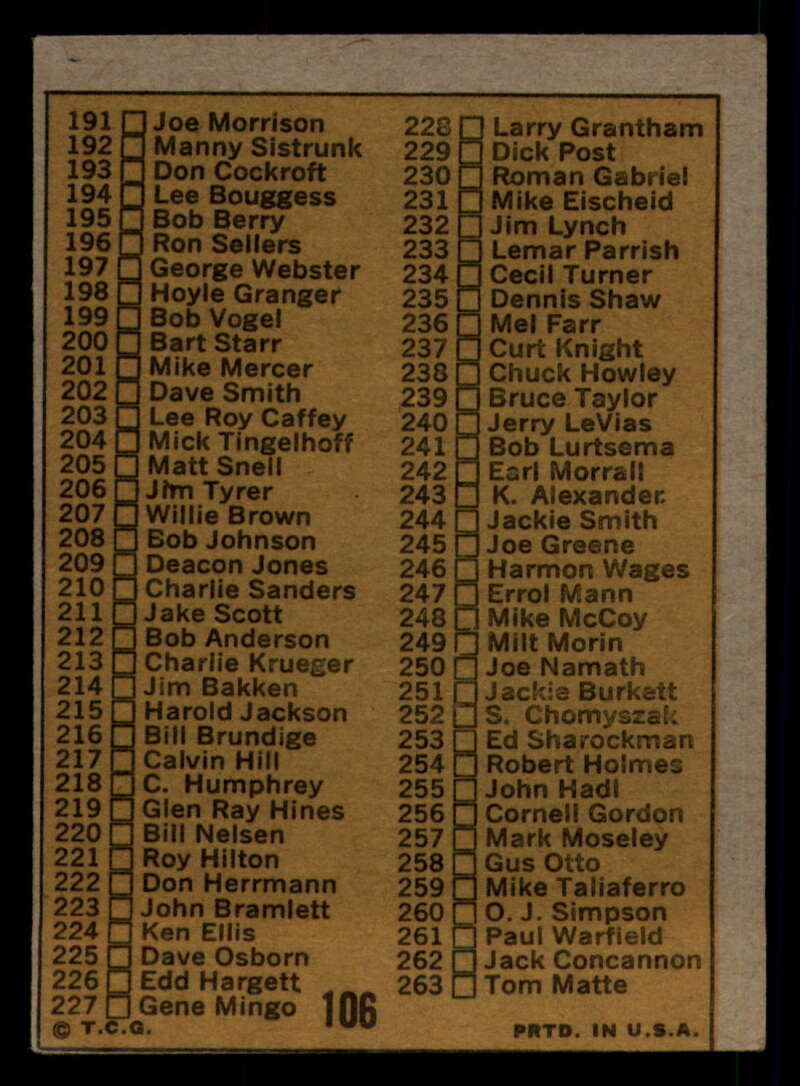 191 Joe Morrison
192 Manny Sistrunk
193 Don Cockroft
194 Lee Bouggess
195 Bob Berry
196 Ron Sellers
197 George Webster
198 Hoyle Granger
199 Bob Vogel
200 Bart Starr
201 Mike Mercer
202 Dave Smith
203 Lee Roy Caffey
204 Mick Tingelhoff
205 Matt Snell
206 Jim Tyrer
207 Willie Brown
208 Bob Johnson
209 Deacon Jones
210 Charlie Sanders
211 Jake Scott
212 Bob Anderson
213 Charlie Krueger
214 Jim Bakken
215 Harold Jackson
216 Bill Brundige
217 Calvin Hill
218 C. Humphrey
219 Glen Ray Hines
220 Bill Nelsen
221 Roy Hilton
222 Don Herrmann
223 John Bramlett
224 Ken Ellis
225 Dave Osborn
226 Edd Hargett
227 Gene Mingo
228 Larry Grantham
229 Dick Post
230 Roman Gabriel
231 Mike Eischeid
232 Jim Lynch
233 Lemar Parrish
234 Cecil Turner
235 Dennis Shaw
236 Mel Farr
237 Curt Knight
238 Chuck Howley
239 Bruce Taylor
240 Jerry LeVias
241 Bob Lurtsema
242 Earl Morrall
243 K. Alexander
244 Jackie Smith
245 Joe Greene
246 Harmon Wages
247 Errol Mann
248 Mike McCoy
249 Milt Morin
250 Joe Namath
251 Jackie Burkett
252 S. Chomyszak
253 Ed Sharockman
254 Robert Holmes
255 John Hadl
256 Cornell Gordon
257 Mark Moseley
258 Gus Otto
259 Mike Taliaferro
260 O. J. Simpson
261 Paul Warfield
262 Jack Concannon
263 Tom Matte
106
© T.C.G.
PRTD. IN U.S.A.